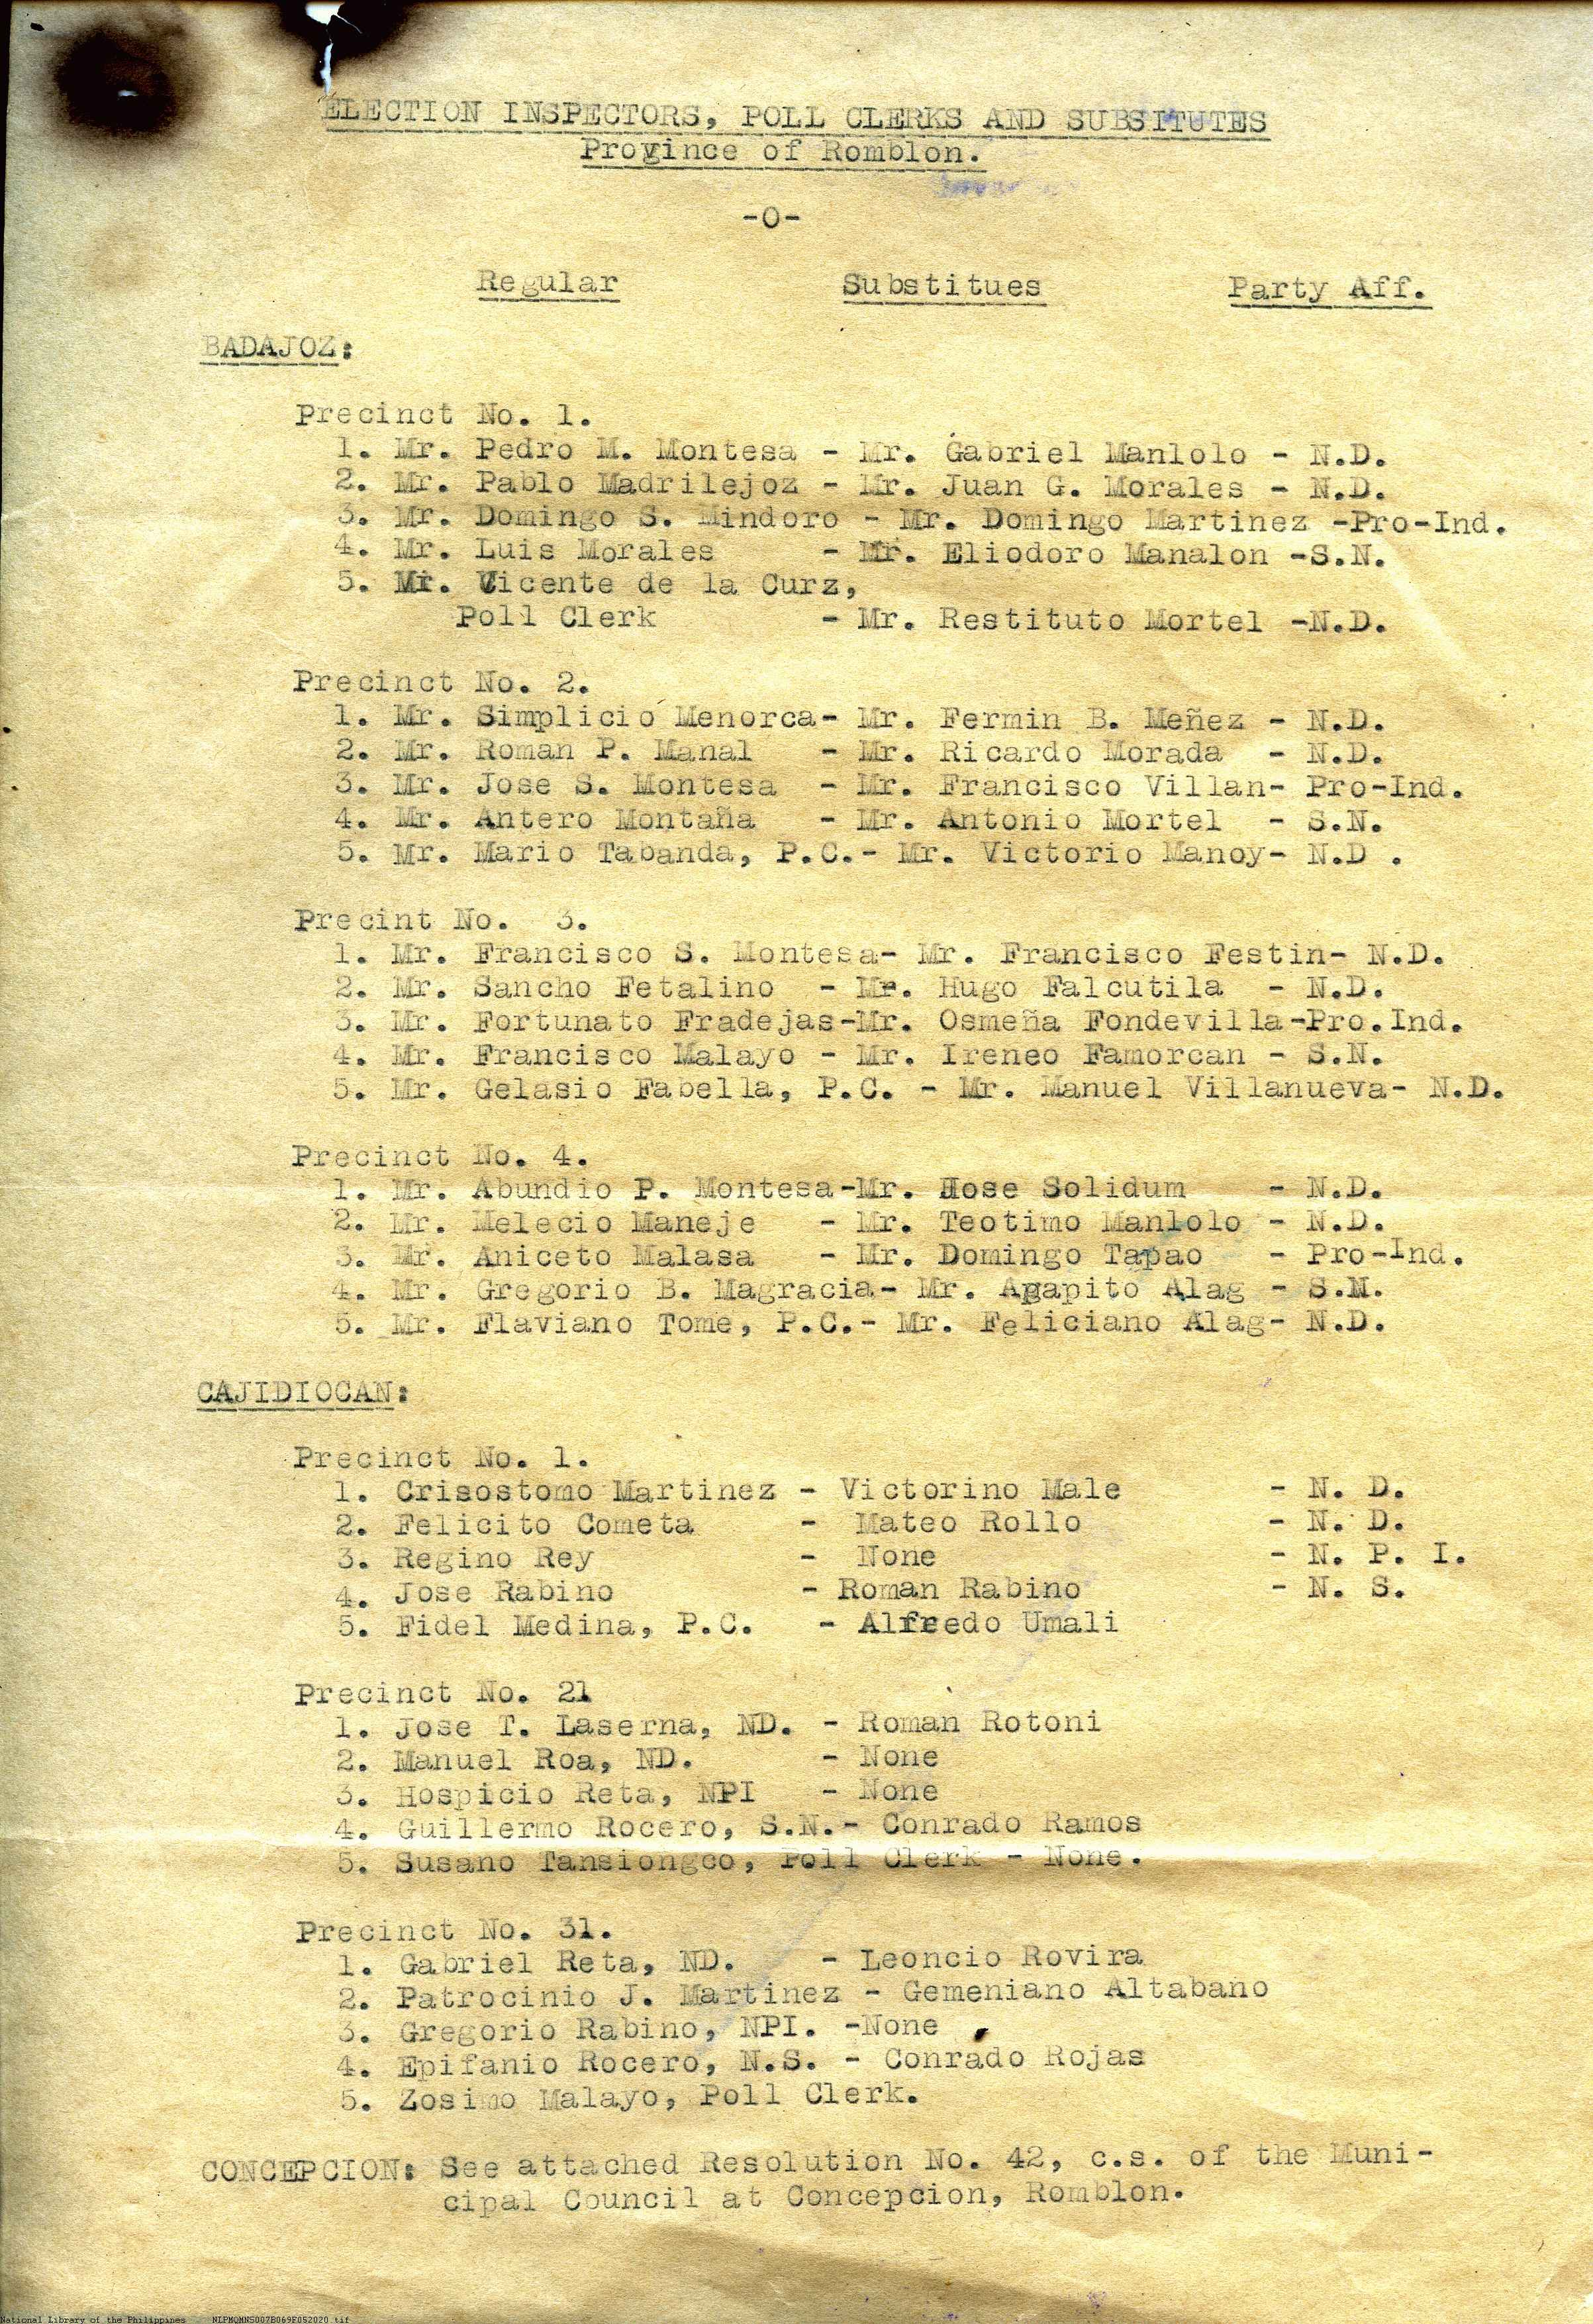 ELECTION INSPECTORS, POLL CLERKS AND SUBSITUTES
Province of Romblon.
-0-
Regular Substitues Party Aff.
BADAJOZ:
Precinct No. 1.
1. Mr. Pedro M. Montesa - Mr. Gabriel Manlolo - N.D.
2. Mr. Pablo Madrilejoz - Mr. Juan G. Morales - N.D.
3. Mr. Domingo S. Mindoro - Mr. Domingo Martinez -Pro-Ind.
4. Mr. Luis Morales - Mr. Eliodoro Manalon -S.N.
5. Mr. Vicente de la Curz,
Poll Clerk - Mr. Restituto Mortel -N.D.
Precinct No. 2.
1. Mr. Simplicio Menorca- Mr. Fermin B. Meñez - N.D.
2. Mr. Roman P. Manal - Mr. Ricardo Morada - N.D.
3. Mr. Jose S. Montesa - Mr. Francisco Villan- Pro-Ind.
4. Mr. Antero Montaña - Mr. Antonio Mortel - S.N.
5. Mr. Mario Tabanda, P.C.- Mr. Victorio Manoy- N.D .
Precint No. 3.
1. Mr. Francisco S. Montesa- Mr. Francisco Festin- N.D.
2. Mr. Sancho Fetalino - Mr. Hugo Falcutila - N.D.
3. Mr. Fortunato Fradejas-Mr. Osmeña Fondevilla-Pro.Ind.
4. Mr. Francisco Malayo - Mr. Ireneo Famorcan - S.N.
5. Mr. Gelasio Fabella, P.C. - Mr. Manuel Villanueva- N.D.
Precinct No. 4.
1. Mr. Abundio P. Montesa-Mr. Hose Solidum - N.D.
2. Mr. Melecio Maneje - Mr. Teotimo Manlolo - N.D.
3. Mr. Aniceto Malasa - Mr. Domingo Tapao - Pro-Ind.
4. Mr. Gregorio B. Magracia- Mr. Agapito Alag - S.N.
5. Mr. Flaviano Tome, P.C.- Mr. Feliciano Alag- N.D.
CAJIDIOCAN:
Precinct No. 1.
1. Crisostomo Martinez - Victorino Male - N. D.
2. Felicito Cometa - Mateo Rollo - N. D.
3. Regino Rey - None - N. P. I.
4. Jose Rabino - Roman Rabino - N. S.
5. Fidel Medina, P.C. - Alfredo Umali
Precinct No. 21
1. Jose T. Laserna, ND. - Roman Rotoni
2. Manuel Roa, ND. - None
3. Hospicio Reta, NPI - None
4. Guillermo Rocero, S.N.- Conrado Ramos
5. Susano Tansiongco, Poll Clerk - None.
Precinct No. 31.
1. Gabriel Reta, ND. - Leoncio Rovira
2. Patrocinio J. Martinez - Gemeniano Altabano
3. Gregorio Rabino, NPI. -None
4. Epifanio Rocero, N.S. - Conrado Rojas
5. Zosimo Malayo, Poll Clerk.
CONCEPCION: See attached Resolution No. 42, c.s. of the Muni-
cipal Council at Concepcion, Romblon.
National Library of the Philippines NLPMQMNS007B069F052020.tif